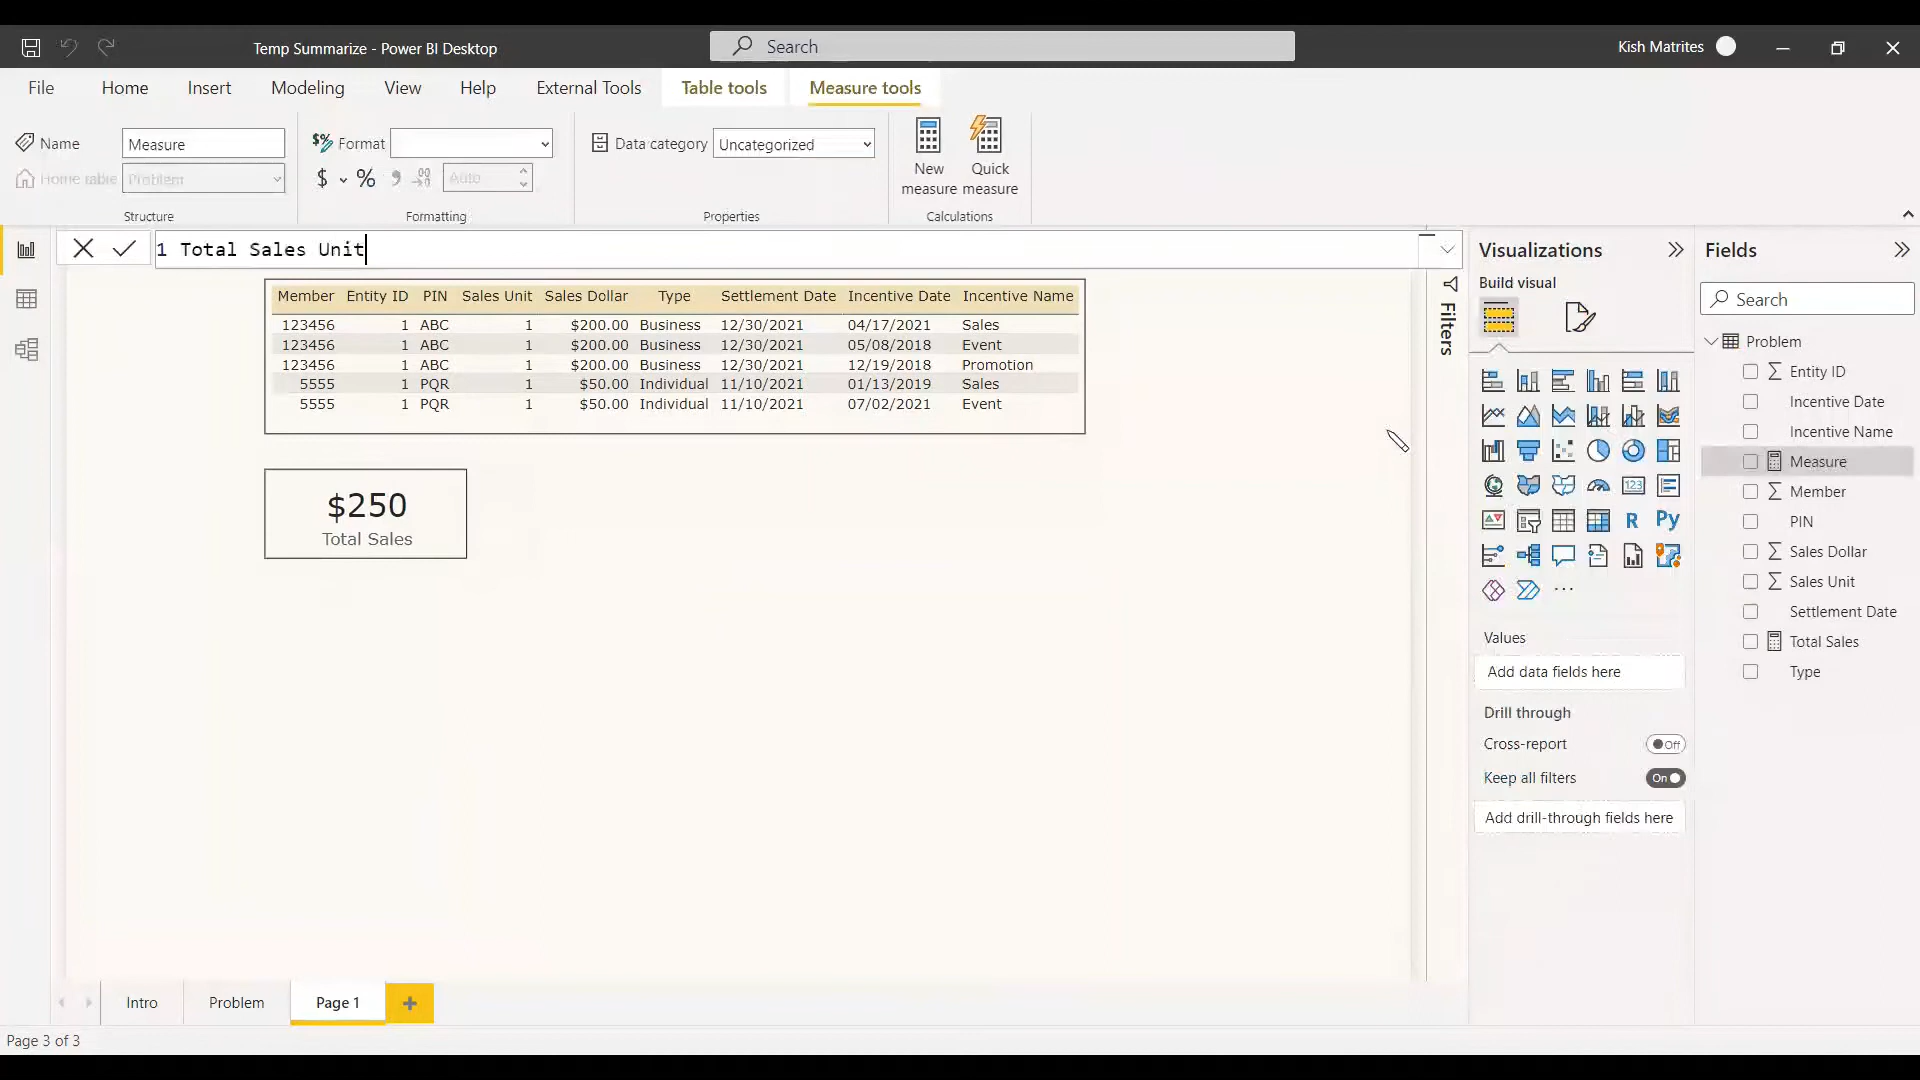 Temp Summarize - Power BI Desktop
Search
Kish Matrites
File
Home
Insert
Modeling
View
Help
External Tools
Table tools
Measure tools
Name
Measure
Home table
Problem
Structure
Format
$%
$ % 9 .00
Auto
Formatting
Data category
Uncategorized
Properties
New measure
Quick measure
Calculations
1 Total Sales Unit
Member Entity ID PIN Sales Unit Sales Dollar Type Settlement Date Incentive Date Incentive Name
123456 1 ABC 1 $200.00 Business 12/30/2021 04/17/2021 Sales
123456 1 ABC 1 $200.00 Business 12/30/2021 05/08/2018 Event
123456 1 ABC 1 $200.00 Business 12/30/2021 12/19/2018 Promotion
5555 1 PQR 1 $50.00 Individual 11/10/2021 01/13/2019 Sales
5555 1 PQR 1 $50.00 Individual 11/10/2021 07/02/2021 Event
$250
Total Sales
Filters
Visualizations
Build visual
123
R
Py
...
Values
Add data fields here
Drill through
Cross-report
Off
Keep all filters
On
Add drill-through fields here
Fields
Search
Problem
Entity ID
Incentive Date
Incentive Name
Measure
Member
PIN
Sales Dollar
Sales Unit
Settlement Date
Total Sales
Type
Intro
Problem
Page 1
+
Page 3 of 3